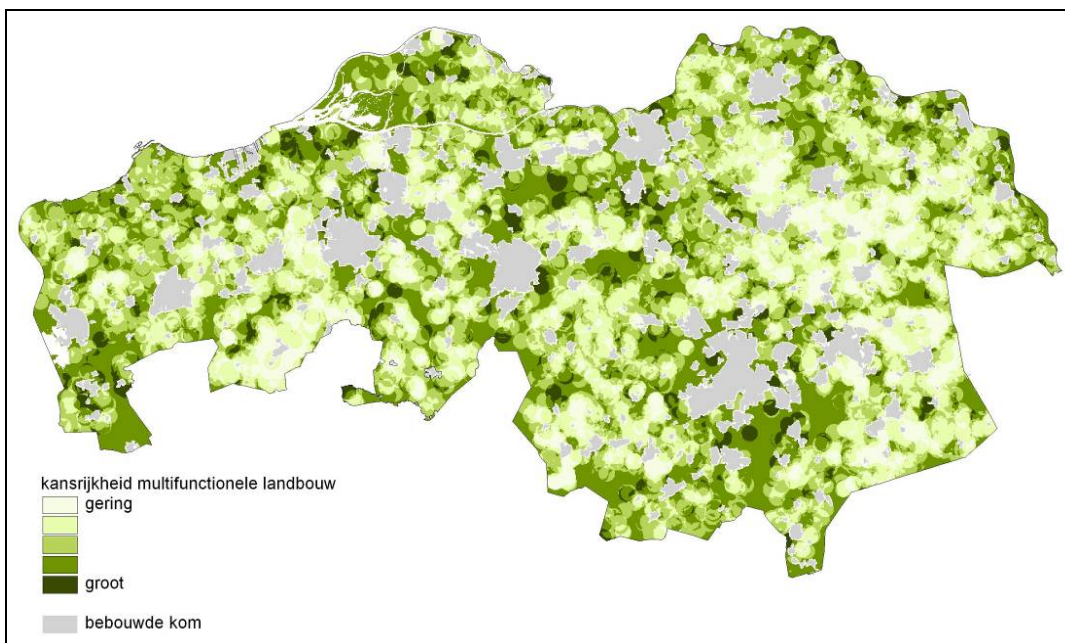 kansrijkheid multifunctionele landbouw
gering
groot
bebouwde kom